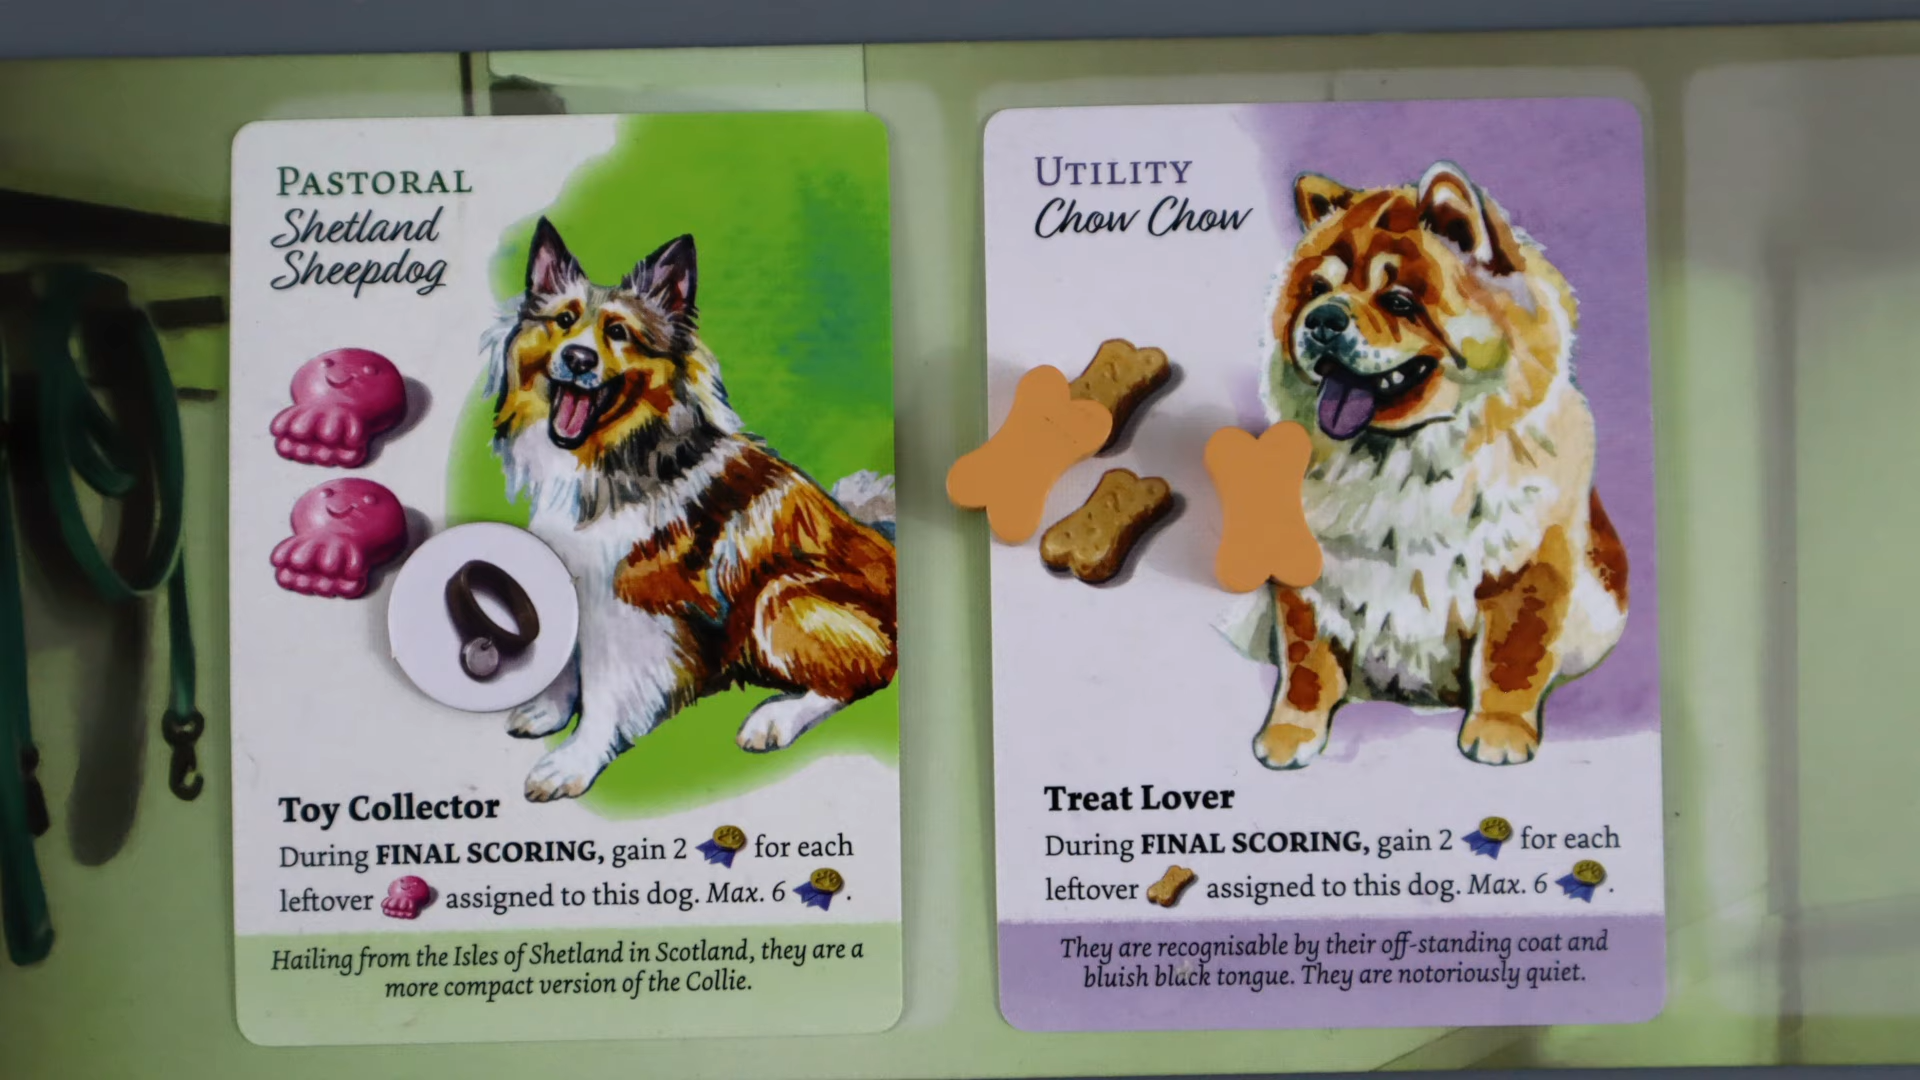 PASTORAL
Shetland
Sheepdog
Toy Collector
During FINAL SCORING, gain 2 for each
leftover assigned to this dog. Max. 6 .
Hailing from the Isles of Shetland in Scotland, they are a
more compact version of the Collie.
UTILITY
Chow Chow
Treat Lover
During FINAL SCORING, gain 2 for each
leftover assigned to this dog. Max. 6 .
They are recognisable by their off-standing coat and
bluish black tongue. They are notoriously quiet.